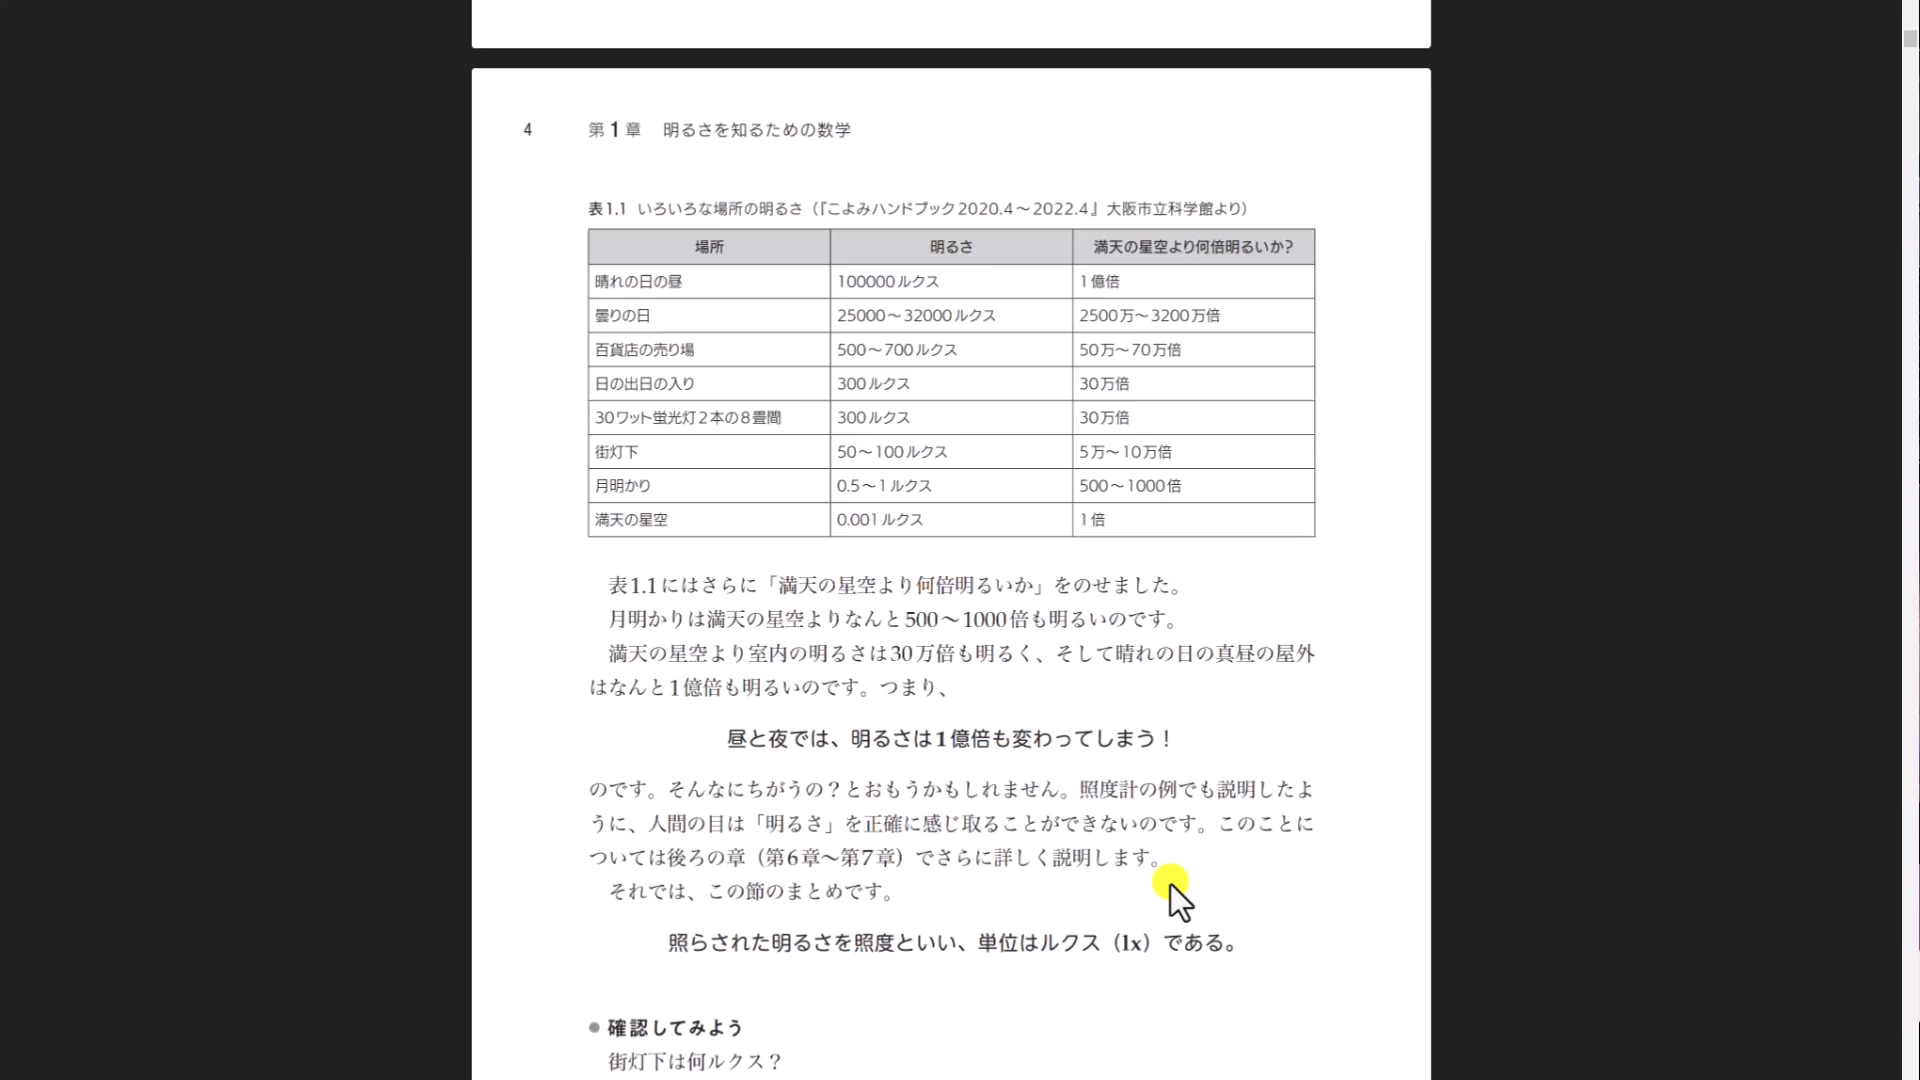 4 第1章 明るさを知るための数学
表1.1 いろいろな場所の明るさ（『こよみハンドブック2020.4～2022.4』大阪市立科学館より）
場所 明るさ 満天の星空より何倍明るいか?
晴れの日の昼 100000ルクス 1億倍
曇りの日 25000～32000ルクス 2500万～3200万倍
百貨店の売り場 500～700ルクス 50万～70万倍
日の出日の入り 300ルクス 30万倍
30ワット蛍光灯2本の8畳間 300ルクス 30万倍
街灯下 50～100ルクス 5万～10万倍
月明かり 0.5～1ルクス 500～1000倍
満天の星空 0.001ルクス 1倍
表1.1にはさらに「満天の星空より何倍明るいか」をのせました。
月明かりは満天の星空よりなんと500～1000倍も明るいのです。
満天の星空より室内の明るさは30万倍も明るく、そして晴れの日の真昼の屋外
はなんと1億倍も明るいのです。つまり、
昼と夜では、明るさは1億倍も変わってしまう！
のです。そんなにちがうの？とおもうかもしれません。照度計の例でも説明したよ
うに、人間の目は「明るさ」を正確に感じ取ることができないのです。このことに
ついては後ろの章（第6章～第7章）でさらに詳しく説明します。
それでは、この節のまとめです。
照らされた明るさを照度といい、単位はルクス（lx）である。
● 確認してみよう
街灯下は何ルクス？